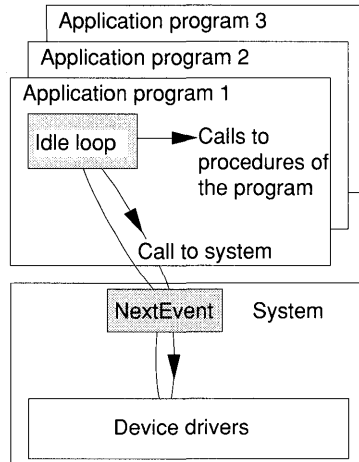 Application program 3
Application program 2
Application program 1
Idle loop
Calls to
procedures of
the program
Call to system
NextEvent
System
Device drivers